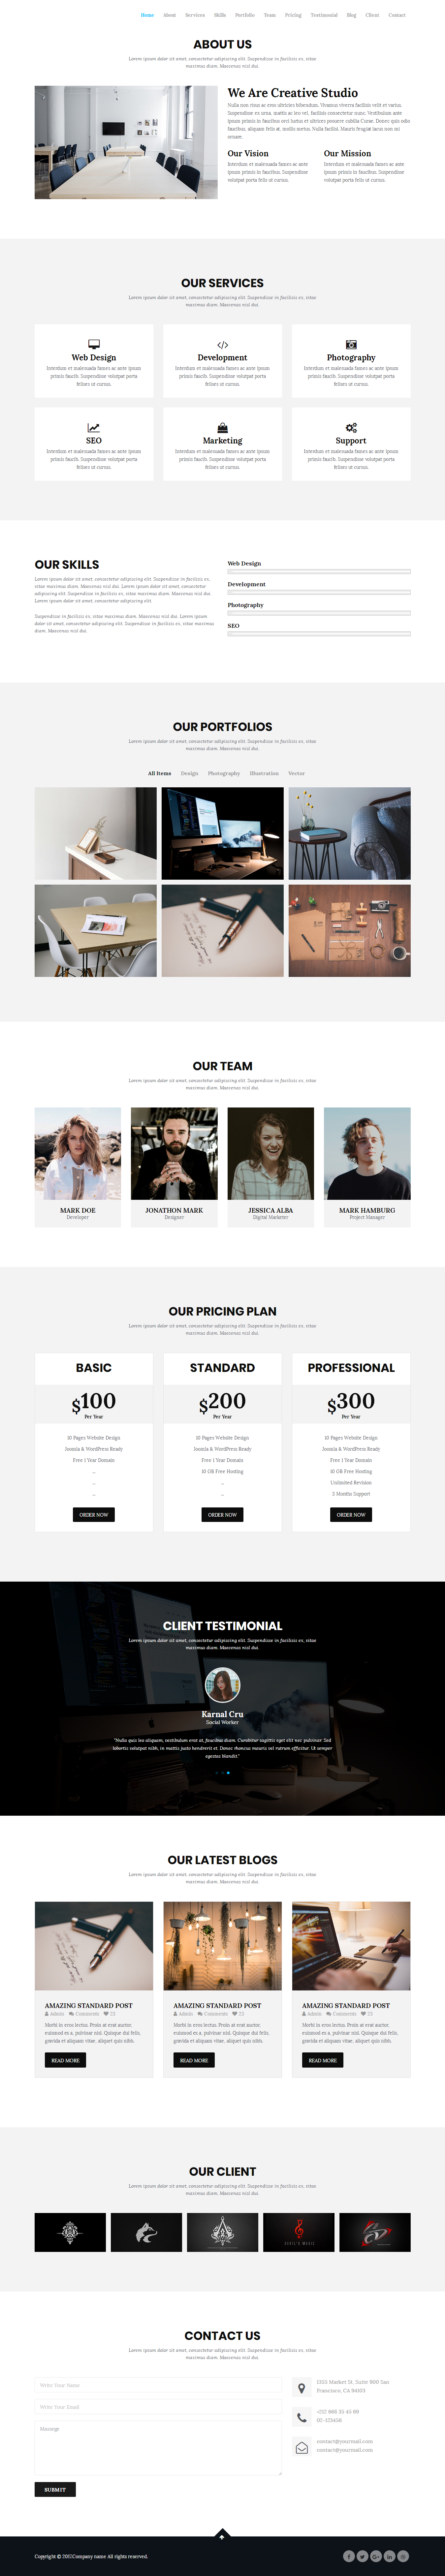 Home About Services Skills Portfolio Team Pricing Testimonial Blog Client Contact
ABOUT US
Lorem ipsum dolor sit amet, consectetur adipiscing elit. Suspendisse in facilisis ex, vitae
maximus diam. Maecenas nisl dui.
We Are Creative Studio
Nulla non risus ac eros ultricies bibendum. Vivamus viverra facilisis velit et varius.
Suspendisse ex urna, mattis ac leo vel, facilisis consectetur nunc. Vestibulum ante
ipsum primis in faucibus orci luctus et ultrices posuere cubilia Curae; Donec quis odio
faucibus, aliquam felis at, mollis metus. Nulla facilisi. Mauris feugiat lacus non mi
ornare.
Our Vision
Interdum et malesuada fames ac ante
ipsum primis in faucibus. Suspendisse
volutpat porta felis ut cursus.
Our Mission
Interdum et malesuada fames ac ante
ipsum primis in faucibus. Suspendisse
volutpat porta felis ut cursus.
OUR SERVICES
Lorem ipsum dolor sit amet, consectetur adipiscing elit. Suspendisse in facilisis ex, vitae
maximus diam. Maecenas nisl dui.
Web Design
Interdum et malesuada fames ac ante ipsum
primis faucib. Suspendisse volutpat porta
felises ut cursus.
Development
Interdum et malesuada fames ac ante ipsum
primis faucib. Suspendisse volutpat porta
felises ut cursus.
Photography
Interdum et malesuada fames ac ante ipsum
primis faucib. Suspendisse volutpat porta
felises ut cursus.
SEO
Interdum et malesuada fames ac ante ipsum
primis faucib. Suspendisse volutpat porta
felises ut cursus.
Marketing
Interdum et malesuada fames ac ante ipsum
primis faucib. Suspendisse volutpat porta
felises ut cursus.
Support
Interdum et malesuada fames ac ante ipsum
primis faucib. Suspendisse volutpat porta
felises ut cursus.
OUR SKILLS
Lorem ipsum dolor sit amet, consectetur adipiscing elit. Suspendisse in facilisis ex,
vitae maximus diam. Maecenas nisl dui. Lorem ipsum dolor sit amet, consectetur
adipiscing elit. Suspendisse in facilisis ex, vitae maximus diam. Maecenas nisl dui.
Lorem ipsum dolor sit amet, consectetur adipiscing elit.
Suspendisse in facilisis ex, vitae maximus diam. Maecenas nisl dui. Lorem ipsum
dolor sit amet, consectetur adipiscing elit. Suspendisse in facilisis ex, vitae maximus
diam. Maecenas nisl dui.
Web Design
Development
Photography
SEO
OUR PORTFOLIOS
Lorem ipsum dolor sit amet, consectetur adipiscing elit. Suspendisse in facilisis ex, vitae
maximus diam. Maecenas nisl dui.
All Items Design Photography Illustration Vector
OUR TEAM
Lorem ipsum dolor sit amet, consectetur adipiscing elit. Suspendisse in facilisis ex, vitae
maximus diam. Maecenas nisl dui.
MARK DOE
Developer
JONATHON MARK
Designer
JESSICA ALBA
Digital Marketer
MARK HAMBURG
Project Manager
OUR PRICING PLAN
Lorem ipsum dolor sit amet, consectetur adipiscing elit. Suspendisse in facilisis ex, vitae
maximus diam. Maecenas nisl dui.
BASIC
$100
Per Year
10 Pages Website Design
Joomla & WordPress Ready
Free 1 Year Domain
ORDER NOW
STANDARD
$200
Per Year
10 Pages Website Design
Joomla & WordPress Ready
Free 1 Year Domain
10 GB Free Hosting
ORDER NOW
PROFESSIONAL
$300
Per Year
10 Pages Website Design
Joomla & WordPress Ready
Free 1 Year Domain
10 GB Free Hosting
Unlimited Revision
3 Months Support
ORDER NOW
CLIENT TESTIMONIAL
Lorem ipsum dolor sit amet, consectetur adipiscing elit. Suspendisse in facilisis ex, vitae
maximus diam. Maecenas nisl dui.
Karnal Cru
Social Worker
"Nulla quis leo aliquam, vestibulum erat at, faucibus diam. Curabitur sagittis eget elit nec pulvinar. Sed
lobortis volutpat nibh, in mattis justo hendrerit et. Donec rhoncus mauris vel rutrum efficitur. Ut semper
egestas blandit."
OUR LATEST BLOGS
Lorem ipsum dolor sit amet, consectetur adipiscing elit. Suspendisse in facilisis ex, vitae
maximus diam. Maecenas nisl dui.
AMAZING STANDARD POST
Admin Comments 23
Morbi in eros lectus. Proin at erat auctor,
euismod ex a, pulvinar nisl. Quisque dui felis,
gravida et aliquam vitae, aliquet quis nibh.
READ MORE
AMAZING STANDARD POST
Admin Comments 23
Morbi in eros lectus. Proin at erat auctor,
euismod ex a, pulvinar nisl. Quisque dui felis,
gravida et aliquam vitae, aliquet quis nibh.
READ MORE
AMAZING STANDARD POST
Admin Comments 23
Morbi in eros lectus. Proin at erat auctor,
euismod ex a, pulvinar nisl. Quisque dui felis,
gravida et aliquam vitae, aliquet quis nibh.
READ MORE
OUR CLIENT
Lorem ipsum dolor sit amet, consectetur adipiscing elit. Suspendisse in facilisis ex, vitae
maximus diam. Maecenas nisl dui.
DEVIL'S MUSIC
CONTACT US
Lorem ipsum dolor sit amet, consectetur adipiscing elit. Suspendisse in facilisis ex, vitae
maximus diam. Maecenas nisl dui.
Write Your Name
Write Your Email
Message
SUBMIT
1355 Market St, Suite 900 San
Francisco, CA 94103
+212 668 35 45 66
contact@yourmail.com
contact@yourmail.com
Company name All rights reserved.